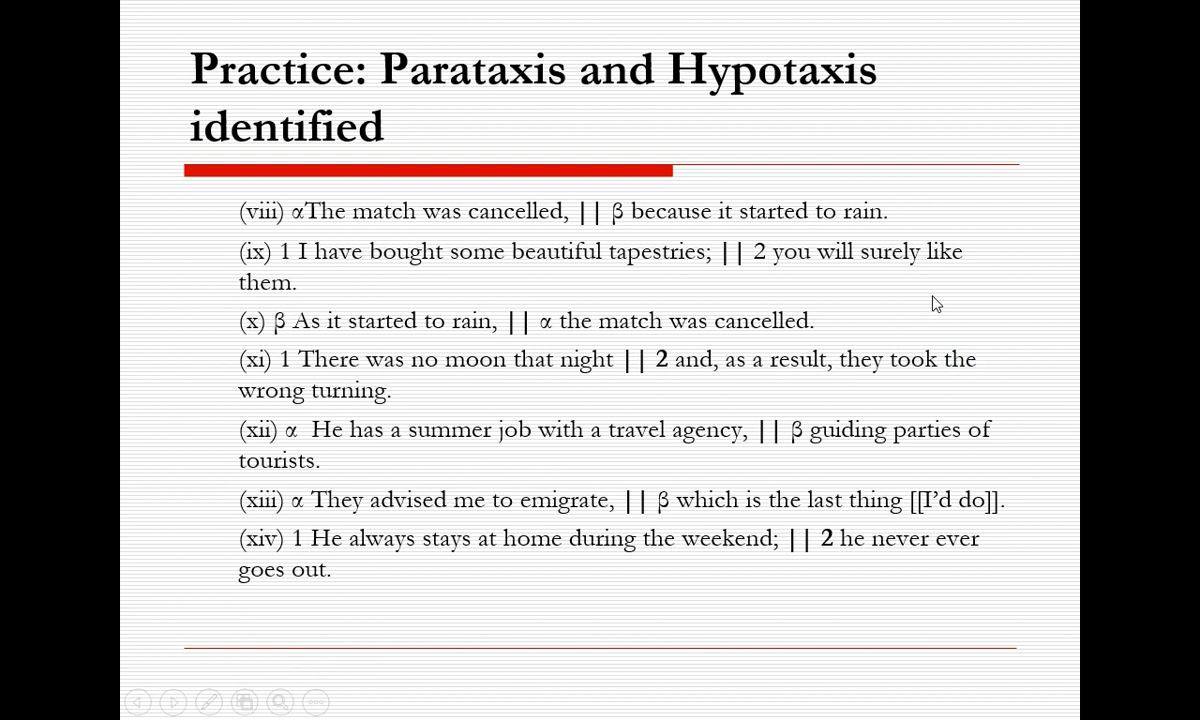 Practice: Parataxis and Hypotaxis
identified
(viii) αThe match was cancelled, || β because it started to rain.
(ix) 1 I have bought some beautiful tapestries; || 2 you will surely like
them.
(x) β As it started to rain, || α the match was cancelled.
(xi) 1 There was no moon that night || 2 and, as a result, they took the
wrong turning.
(xii) α  He has a summer job with a travel agency, || β guiding parties of
tourists.
(xiii) α They advised me to emigrate, || β which is the last thing [[I’d do]].
(xiv) 1 He always stays at home during the weekend; || 2 he never ever
goes out.